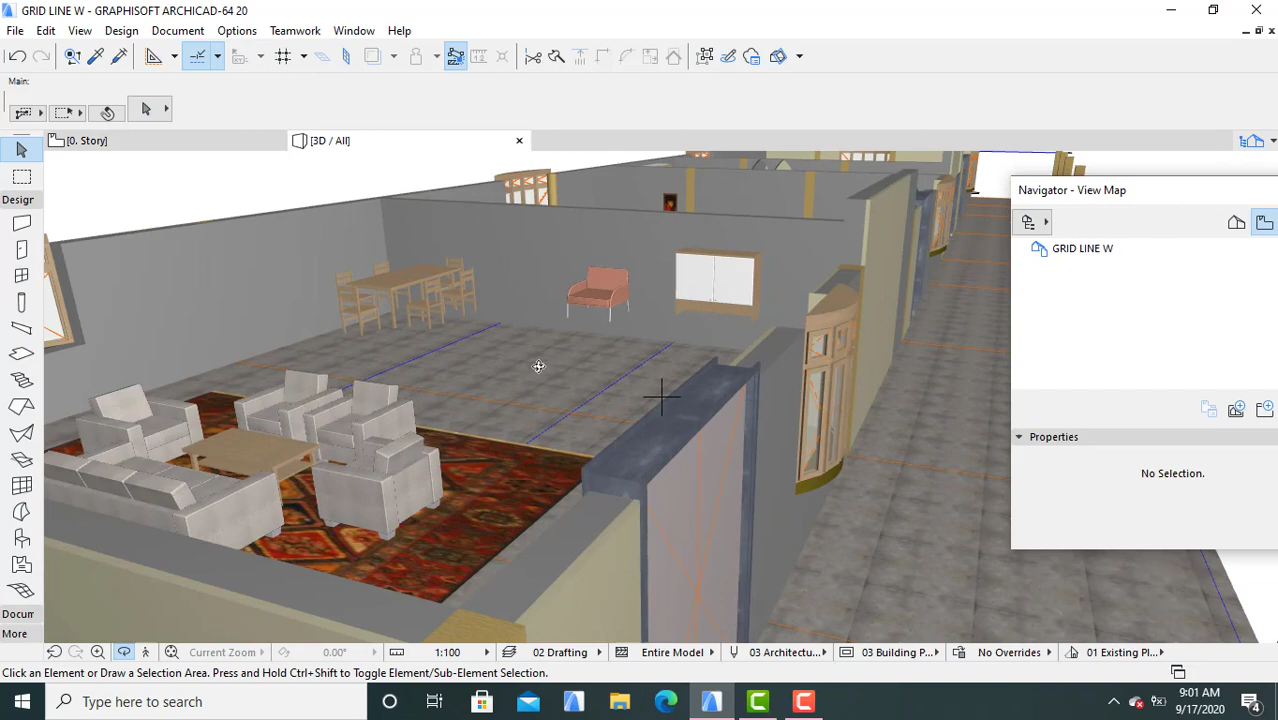 GRID LINE W - GRAPHISOFT ARCHICAD-64 20
File Edit View Design Document Options Teamwork Window Help
Main:
[0. Story]
[3D / All]
Navigator - View Map
Design
GRID LINE W
Properties
No Selection.
Docum
More
Current Zoom
0.00°
1:100
02 Drafting
Entire Model
03 Architectu...
03 Building P...
No Overrides
01 Existing Pl...
Click an Element or Draw a Selection Area. Press and Hold Ctrl+Shift to Toggle Element/Sub-Element Selection.
Type here to search
9:01 AM
9/17/2020
4